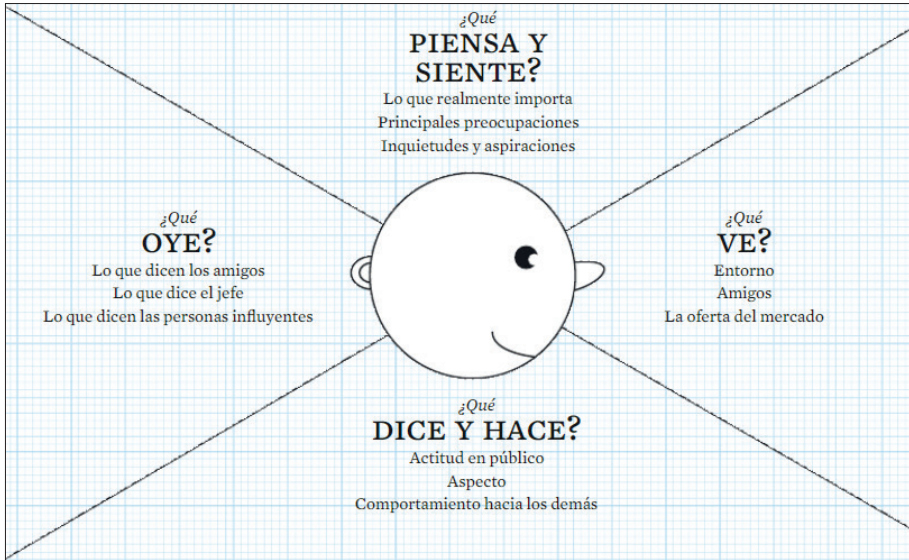 ¿Qué
PIENSA Y
SIENTE?
Lo que realmente importa
Principales preocupaciones
Inquietudes y aspiraciones
¿Qué
OYE?
Lo que dicen los amigos
Lo que dice el jefe
Lo que dicen las personas influyentes
¿Qué
VE?
Entorno
Amigos
La oferta del mercado
¿Qué
DICE Y HACE?
Actitud en público
Aspecto
Comportamiento hacia los demás